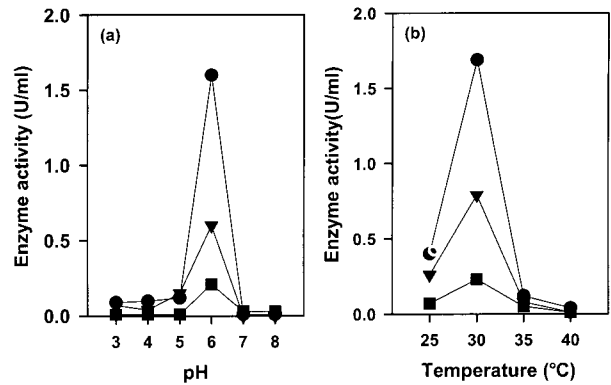 (a)
Enzyme activity (U/ml)
2.0
1.5
1.0
0.5
0.0
3 4 5 6 7 8
pH
(b)
Enzyme activity(U/ml)
2.0
1.5
1.0
0.5
0.0
25 30 35 40
Temperature (°C)